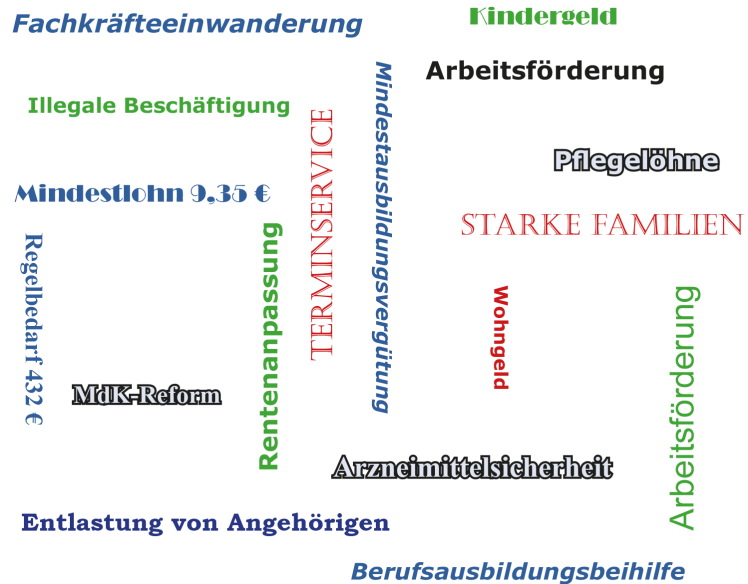 Fachkräfteeinwanderung
Kindergeld
Arbeitsförderung
Mindestausbildungsvergütung
Illegale Beschäftigung
TERMINSERVICE
Pflegelöhne
Mindestlohn 9,35 €
STARKE FAMILIEN
Rentenanpassung
Regelbedarf 432 €
Wohngeld
Arbeitsförderung
MdK-Reform
Arzneimittelsicherheit
Entlastung von Angehörigen
Berufsausbildungsbeihilfe